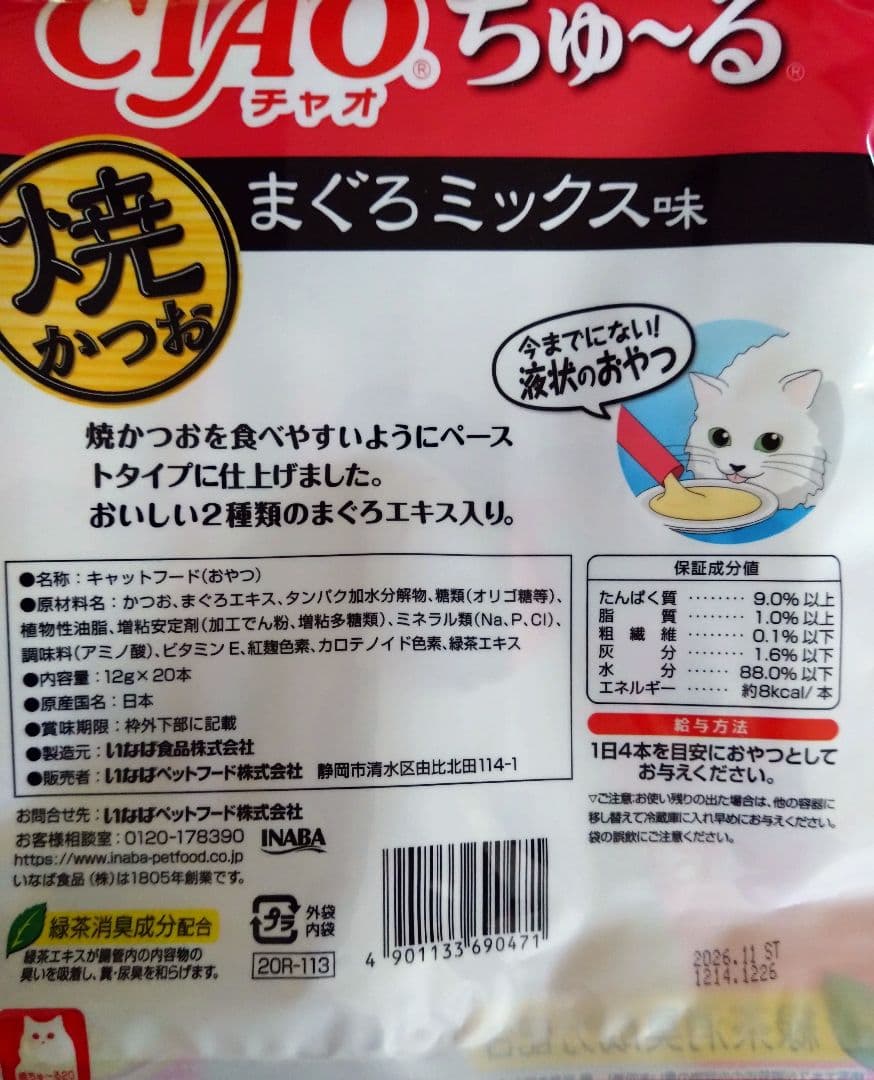 CIAO® ちゅ~る®
チャオ
焼
かつお
まぐろミックス味
今までにない!
液状のおやつ
焼かつおを食べやすいようにペース
トタイプに仕上げました。
おいしい2種類のまぐろエキス入り。
●名称:キャットフード(おやつ)
●原材料名:かつお、まぐろエキス、タンパク加水分解物、糖類(オリゴ糖等)、
植物性油脂、増粘安定剤(加工でん粉、増粘多糖類)、ミネラル類(Na、P、Cl)、
調味料(アミノ酸)、ビタミンE、紅麹色素、カロテノイド色素、緑茶エキス
●内容量:12g×20本
●原産国名:日本
●賞味期限:枠外下部に記載
●製造元:いなば食品株式会社
●販売者:いなばペットフード株式会社 静岡市清水区由比北田114-1
保証成分値
たんぱく質 ········ 9.0%以上
脂質 ········ 1.0%以上
粗繊維 ········ 0.1%以下
灰分 ········ 1.6%以下
水分 ······ 88.0%以下
エネルギー ······ 約8kcal/本
給与方法
1日4本を目安におやつとして
お与えください。
▽ご注意:お使い残りの出た場合は、他の容器に
移し替えて冷蔵庫に入れ早めにお与えください。
袋の誤飲にご注意ください。
お問合せ先:いなばペットフード株式会社
お客様相談室:0120-178390
INABA
https://www.inaba-petfood.co.jp
いなば食品(株)は1805年創業です。
緑茶消臭成分配合
緑茶エキスが腸管内の内容物の
臭いを吸着し、糞・尿臭を和らげます。
プラ
外袋
内袋
20R-113
4 901133 690471
2026.11 ST
1214.1226
焼ちゅ~る20